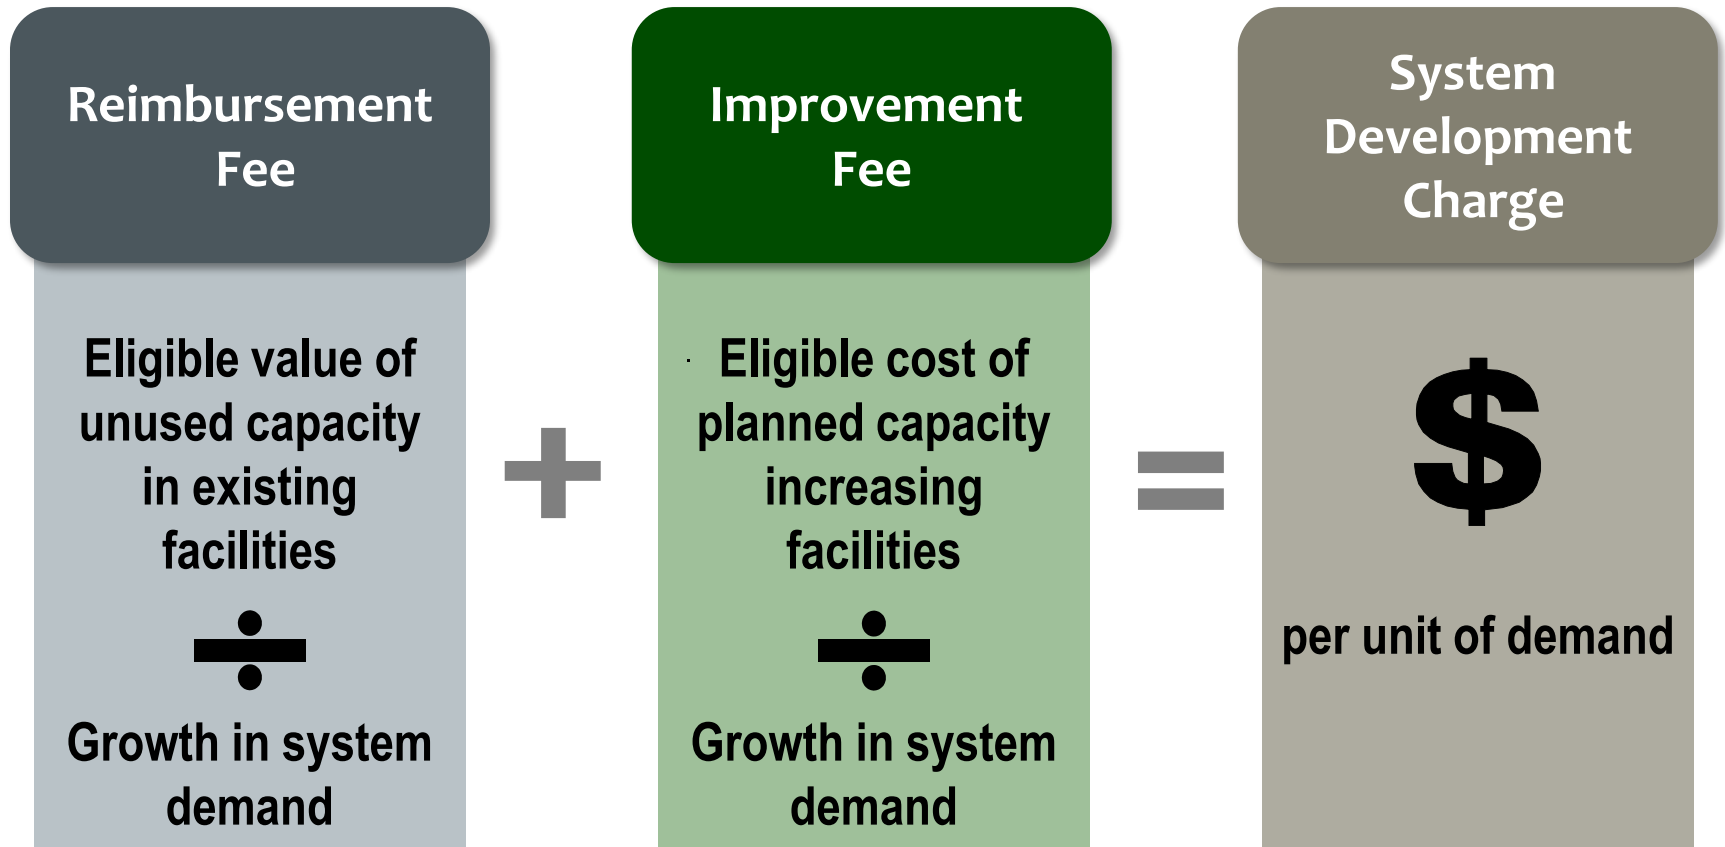 Reimbursement
Fee
Eligible value of
unused capacity
in existing
facilities
÷
Growth in system
demand
+
Improvement
Fee
Eligible cost of
planned capacity
increasing
facilities
÷
Growth in system
demand
=
System
Development
Charge
$
per unit of demand